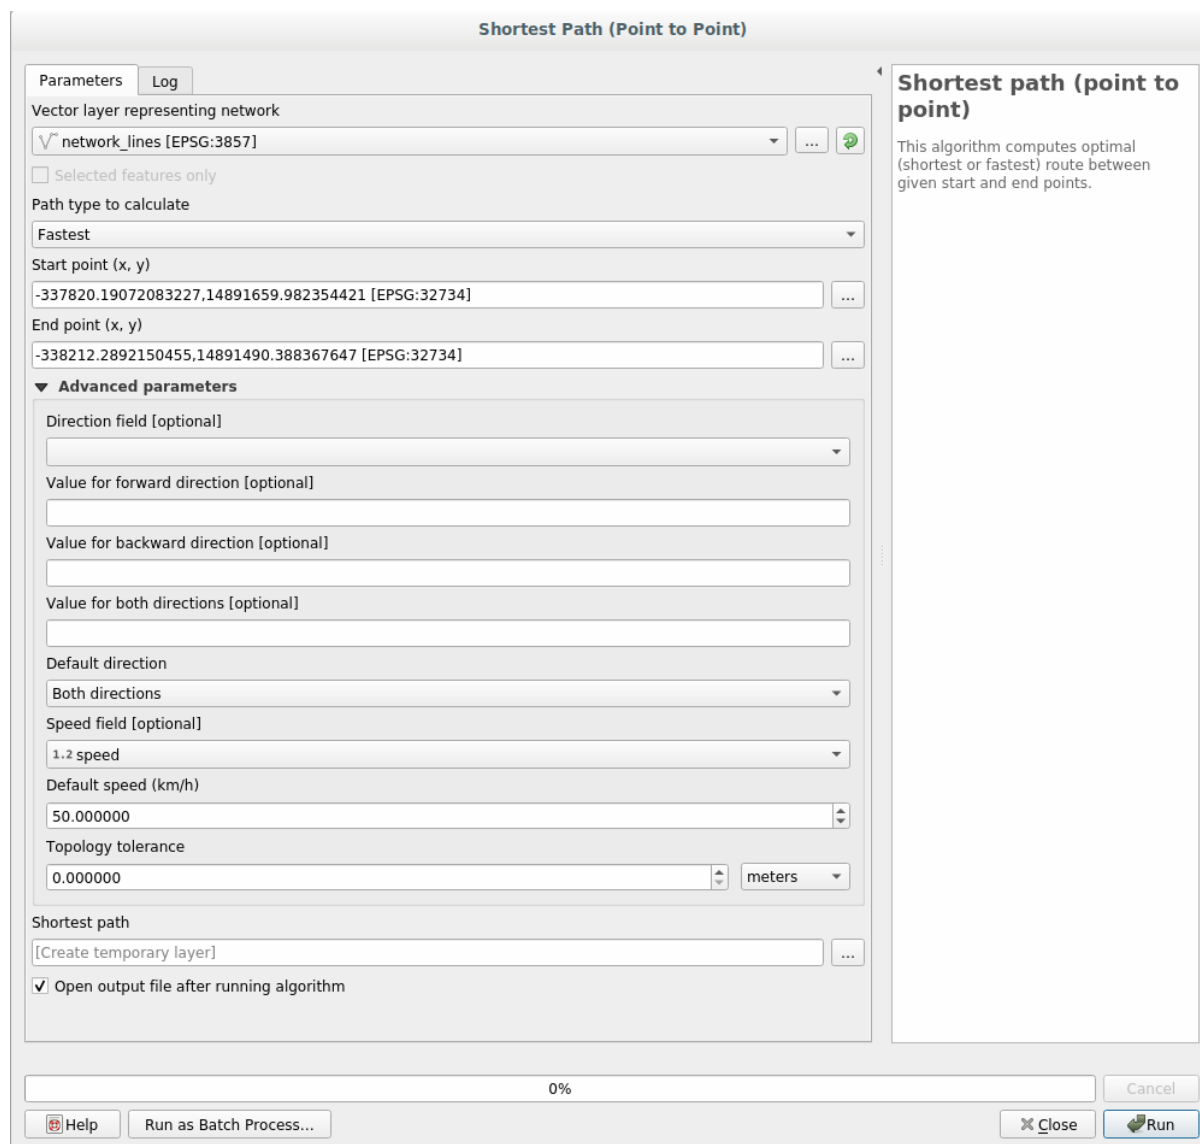 Shortest Path (Point to Point)
Parameters
Log
Vector layer representing network
network_lines [EPSG:3857]
...
Selected features only
Path type to calculate
Fastest
Start point (x, y)
-337820.19072083227,14891659.982354421 [EPSG:32734]
...
End point (x, y)
-338212.2892150455,14891490.388367647 [EPSG:32734]
...
Advanced parameters
Direction field [optional]
Value for forward direction [optional]
Value for backward direction [optional]
Value for both directions [optional]
Default direction
Both directions
Speed field [optional]
1.2 speed
Default speed (km/h)
50.000000
Topology tolerance
0.000000
meters
Shortest path
[Create temporary layer]
...
Open output file after running algorithm
Shortest path (point to
point)
This algorithm computes optimal
(shortest or fastest) route between
given start and end points.
0%
Cancel
Help
Run as Batch Process...
Close
Run